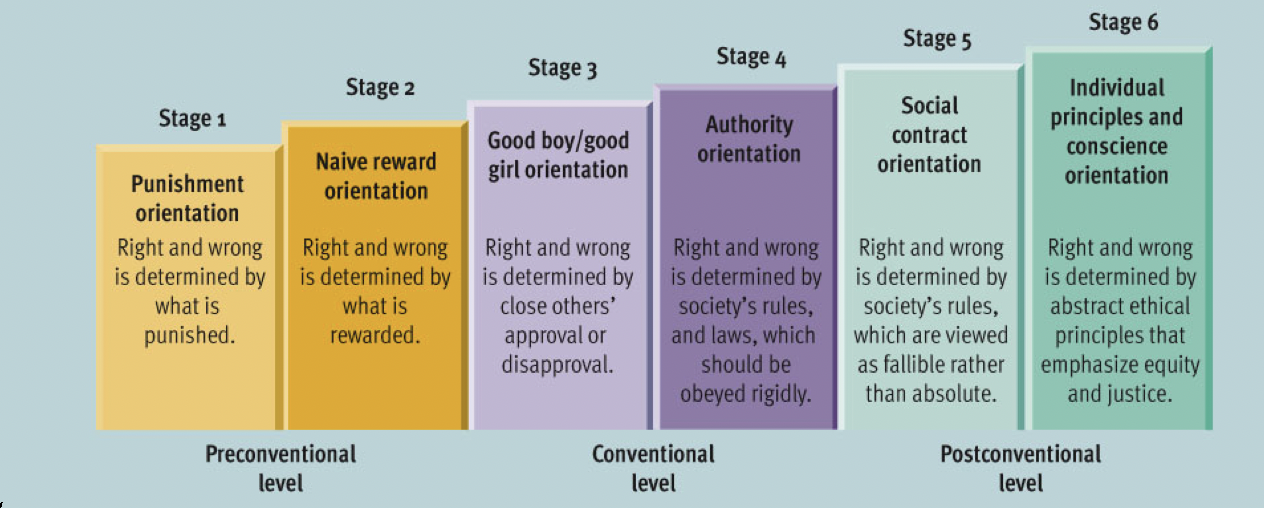 Stage 1
Punishment
orientation
Right and wrong
is determined by
what is
punished.
Stage 2
Naive reward
orientation
Right and wrong
is determined by
what is
rewarded.
Stage 3
Good boy/good
girl orientation
Right and wrong
is determined by
close others’
approval or
disapproval.
Stage 4
Authority
orientation
Right and wrong
is determined by
society’s rules,
and laws, which
should be
obeyed rigidly.
Stage 5
Social
contract
orientation
Right and wrong
is determined by
society’s rules,
which are viewed
as fallible rather
than absolute.
Stage 6
Individual
principles and
conscience
orientation
Right and wrong
is determined by
abstract ethical
principles that
emphasize equity
and justice.
Preconventional
level
Conventional
level
Postconventional
level